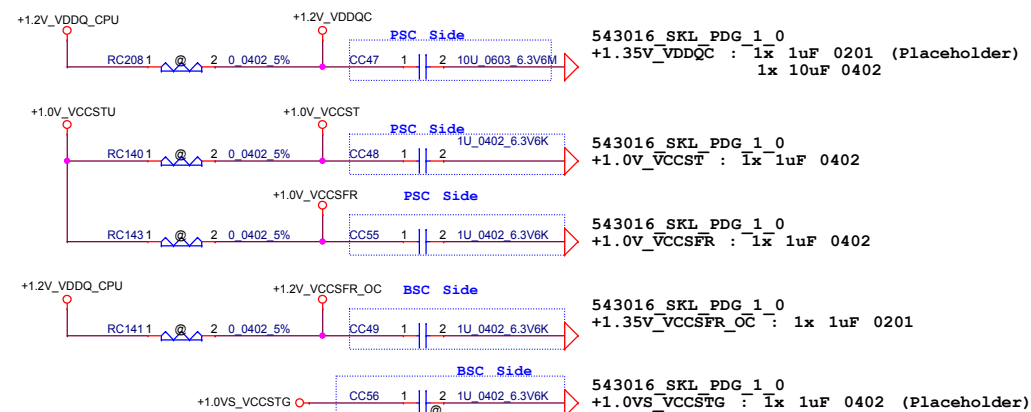 +1.2V_VDDQ_CPU +1.2V_VDDQC
PSC Side
RC208 1 @ 2 0_0402_5% CC47 1 2 10U_0603_6.3V6M
543016_SKL_PDG_1_0
+1.35V_VDDQC : 1x 1uF 0201 (Placeholder)
1x 10uF 0402
+1.0V_VCCSTU +1.0V_VCCST
PSC Side
RC140 1 @ 2 0_0402_5% CC48 1 2 1U_0402_6.3V6K
543016_SKL_PDG_1_0
+1.0V_VCCST : 1x 1uF 0402
+1.0V_VCCSFR PSC Side
RC143 1 @ 2 0_0402_5% CC55 1 2 1U_0402_6.3V6K
543016_SKL_PDG_1_0
+1.0V_VCCSFR : 1x 1uF 0402
+1.2V_VDDQ_CPU +1.2V_VCCSFR_OC BSC Side
RC141 1 @ 2 0_0402_5% CC49 1 2 1U_0402_6.3V6K
543016_SKL_PDG_1_0
+1.35V_VCCSFR_OC : 1x 1uF 0201
BSC Side
+1.0VS_VCCSTG CC56 1 2 1U_0402_6.3V6K
@
543016_SKL_PDG_1_0
+1.0VS_VCCSTG : 1x 1uF 0402 (Placeholder)